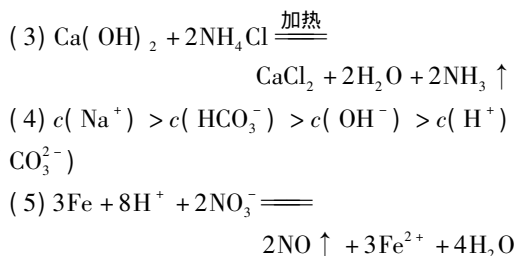 加热
(3) Ca(OH)₂ + 2NH₄Cl ══
CaCl₂ + 2H₂O + 2NH₃ ↑
(4) c(Na⁺) > c(HCO₃⁻) > c(OH⁻) > c(H⁺)
CO₃²⁻)
(5) 3Fe + 8H⁺ + 2NO₃⁻ ══
2NO ↑ + 3Fe²⁺ + 4H₂O